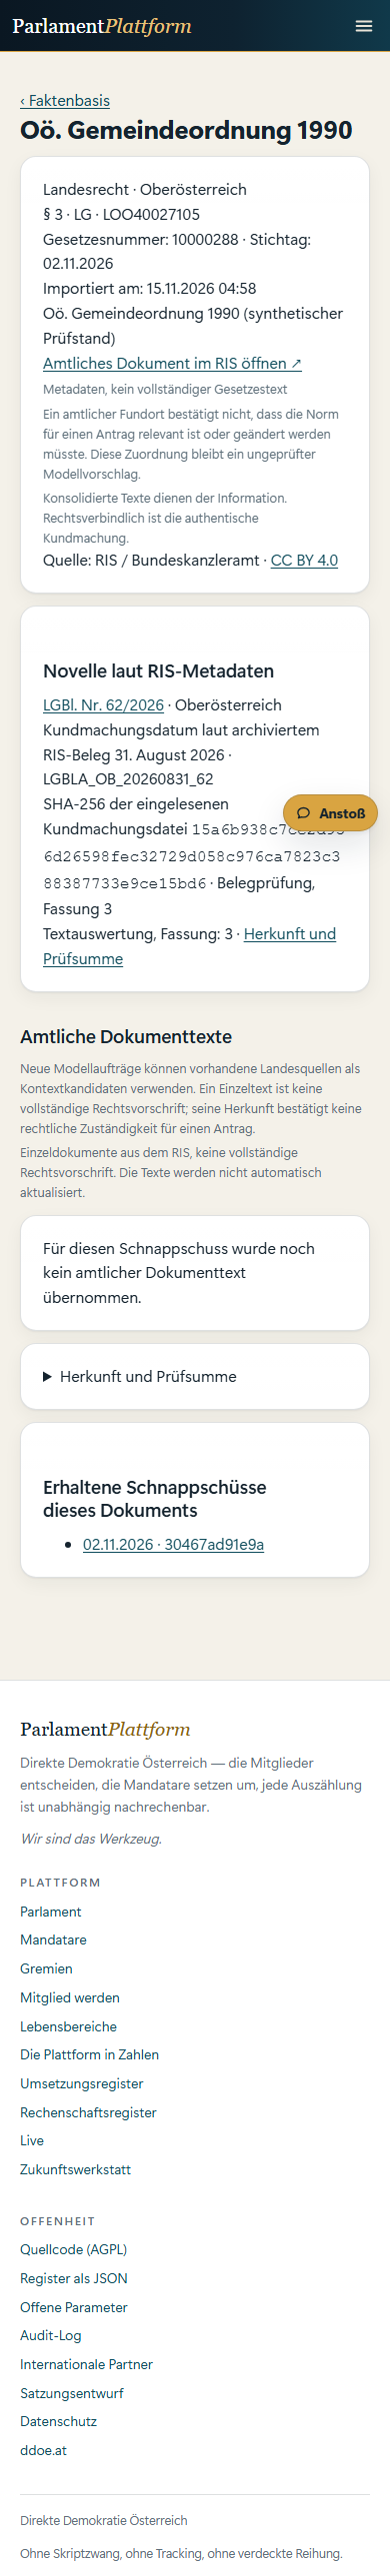 ParlamentPlattform
‹ Faktenbasis
Oö. Gemeindeordnung 1990
Landesrecht · Oberösterreich
§ 3 · LG · LOO40027105
Gesetzesnummer: 10000288 · Stichtag:
02.11.2026
Importiert am: 15.11.2026 04:58
Oö. Gemeindeordnung 1990 (synthetischer
Prüfstand)
Amtliches Dokument im RIS öffnen ↗
Metadaten, kein vollständiger Gesetzestext
Ein amtlicher Fundort bestätigt nicht, dass die Norm
für einen Antrag relevant ist oder geändert werden
müsste. Diese Zuordnung bleibt ein ungeprüfter
Modellvorschlag.
Konsolidierte Texte dienen der Information.
Rechtsverbindlich ist die authentische
Kundmachung.
Quelle: RIS / Bundeskanzleramt · CC BY 4.0
Novelle laut RIS-Metadaten
LGBl. Nr. 62/2026 · Oberösterreich
Kundmachungsdatum laut archiviertem
RIS-Beleg 31. August 2026 ·
LGBLA_OB_20260831_62
SHA-256 der eingelesenen
Kundmachungsdatei
Anstoß
6d26598fec32729d058c976ca7823c3
88387733e9ce15bd6 · Belegprüfung,
Fassung 3
Textauswertung, Fassung: 3 · Herkunft und
Prüfsumme
Amtliche Dokumenttexte
Neue Modellaufträge können vorhandene Landesquellen als
Kontextkandidaten verwenden. Ein Einzeltext ist keine
vollständige Rechtsvorschrift; seine Herkunft bestätigt keine
rechtliche Zuständigkeit für einen Antrag.
Einzeldokumente aus dem RIS, keine vollständige
Rechtsvorschrift. Die Texte werden nicht automatisch
aktualisiert.
Für diesen Schnappschuss wurde noch
kein amtlicher Dokumenttext
übernommen.
▶ Herkunft und Prüfsumme
Erhaltene Schnappschüsse
dieses Dokuments
• 02.11.2026 · 30467ad91e9a
ParlamentPlattform
Direkte Demokratie Österreich — die Mitglieder
entscheiden, die Mandatare setzen um, jede Auszählung
ist unabhängig nachrechenbar.
Wir sind das Werkzeug.
PLATTFORM
Parlament
Mandatare
Gremien
Mitglied werden
Lebensbereiche
Die Plattform in Zahlen
Umsetzungsregister
Rechenschaftsregister
Live
Zukunftswerkstatt
OFFENHEIT
Quellcode (AGPL)
Register als JSON
Offene Parameter
Audit-Log
Internationale Partner
Satzungsentwurf
Datenschutz
ddoe.at
Direkte Demokratie Österreich
Ohne Skriptzwang, ohne Tracking, ohne verdeckte Reihung.